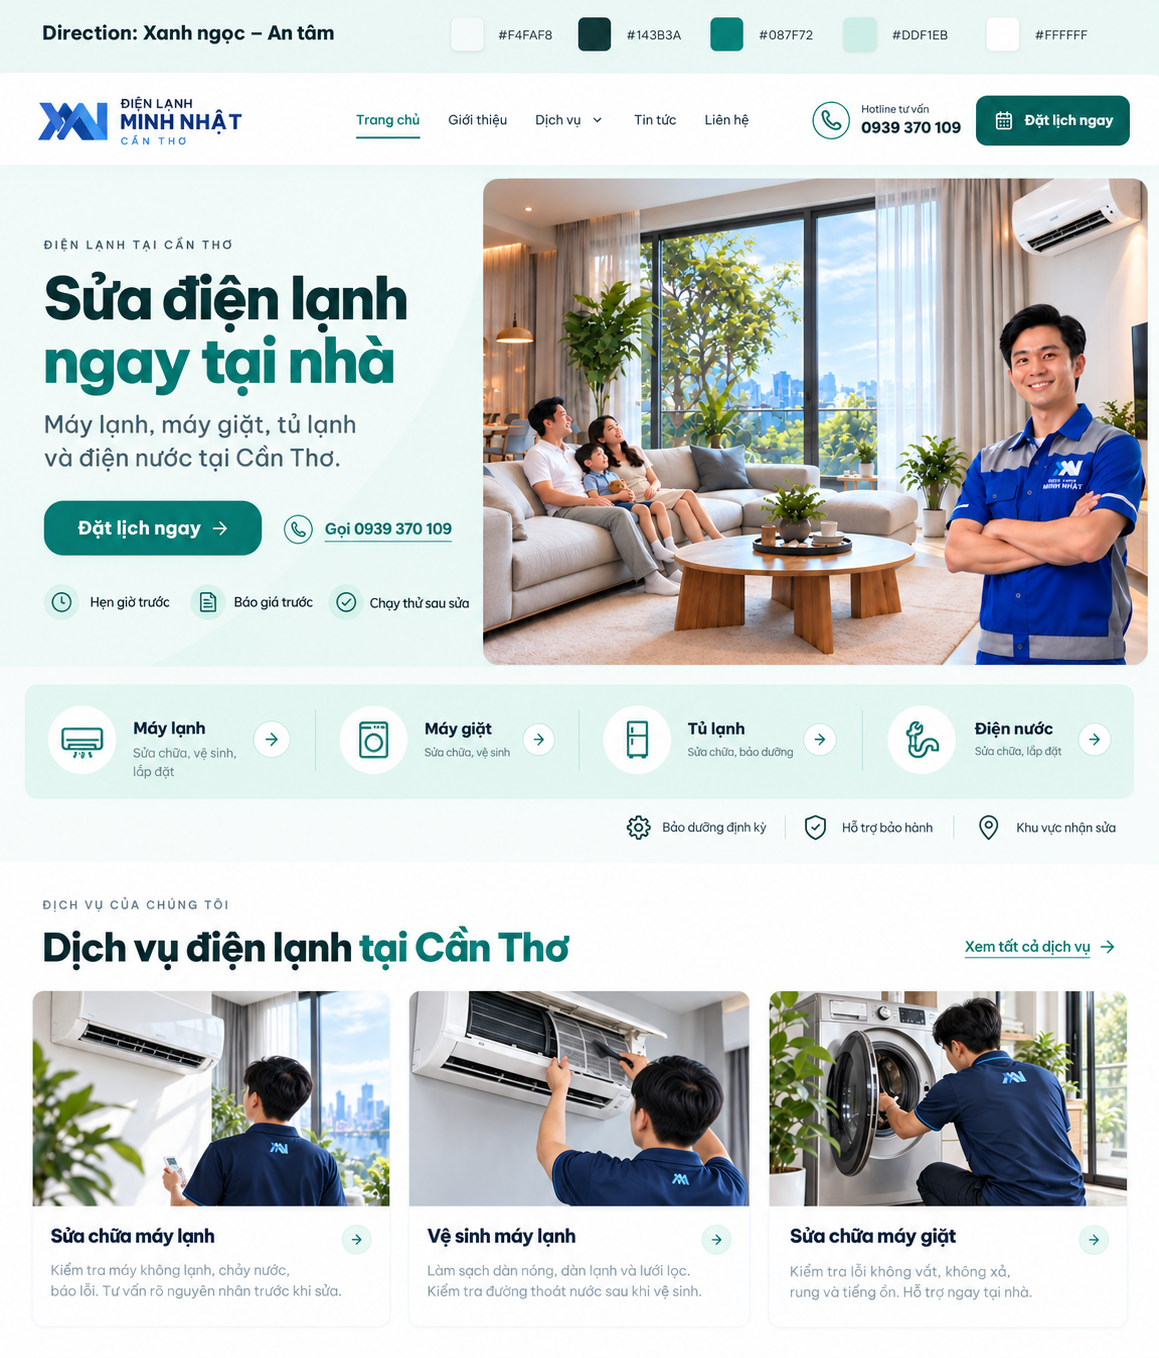 Direction: Xanh ngọc – An tâm
#F4FAF8
#143B3A
#087F72
#DDF1EB
#FFFFFF
ĐIỆN LẠNH
MINH NHẬT
CẦN THƠ
Trang chủ
Giới thiệu
Dịch vụ
Tin tức
Liên hệ
Hotline tư vấn
0939 370 109
Đặt lịch ngay
ĐIỆN LẠNH TẠI CẦN THƠ
Sửa điện lạnh
ngay tại nhà
Máy lạnh, máy giặt, tủ lạnh
và điện nước tại Cần Thơ.
Đặt lịch ngay
Gọi 0939 370 109
Hẹn giờ trước
Báo giá trước
Chạy thử sau sửa
MINH NHẬT
Máy lạnh
Sửa chữa, vệ sinh,
lắp đặt
Máy giặt
Sửa chữa, vệ sinh
Tủ lạnh
Sửa chữa, bảo dưỡng
Điện nước
Sửa chữa, lắp đặt
Bảo dưỡng định kỳ
Hỗ trợ bảo hành
Khu vực nhận sửa
DỊCH VỤ CỦA CHÚNG TÔI
Dịch vụ điện lạnh tại Cần Thơ
Xem tất cả dịch vụ
Sửa chữa máy lạnh
Kiểm tra máy không lạnh, chảy nước,
báo lỗi. Tư vấn rõ nguyên nhân trước khi sửa.
Vệ sinh máy lạnh
Làm sạch dàn nóng, dàn lạnh và lưới lọc.
Kiểm tra đường thoát nước sau khi vệ sinh.
Sửa chữa máy giặt
Kiểm tra lỗi không vắt, không xả,
rung và tiếng ồn. Hỗ trợ ngay tại nhà.